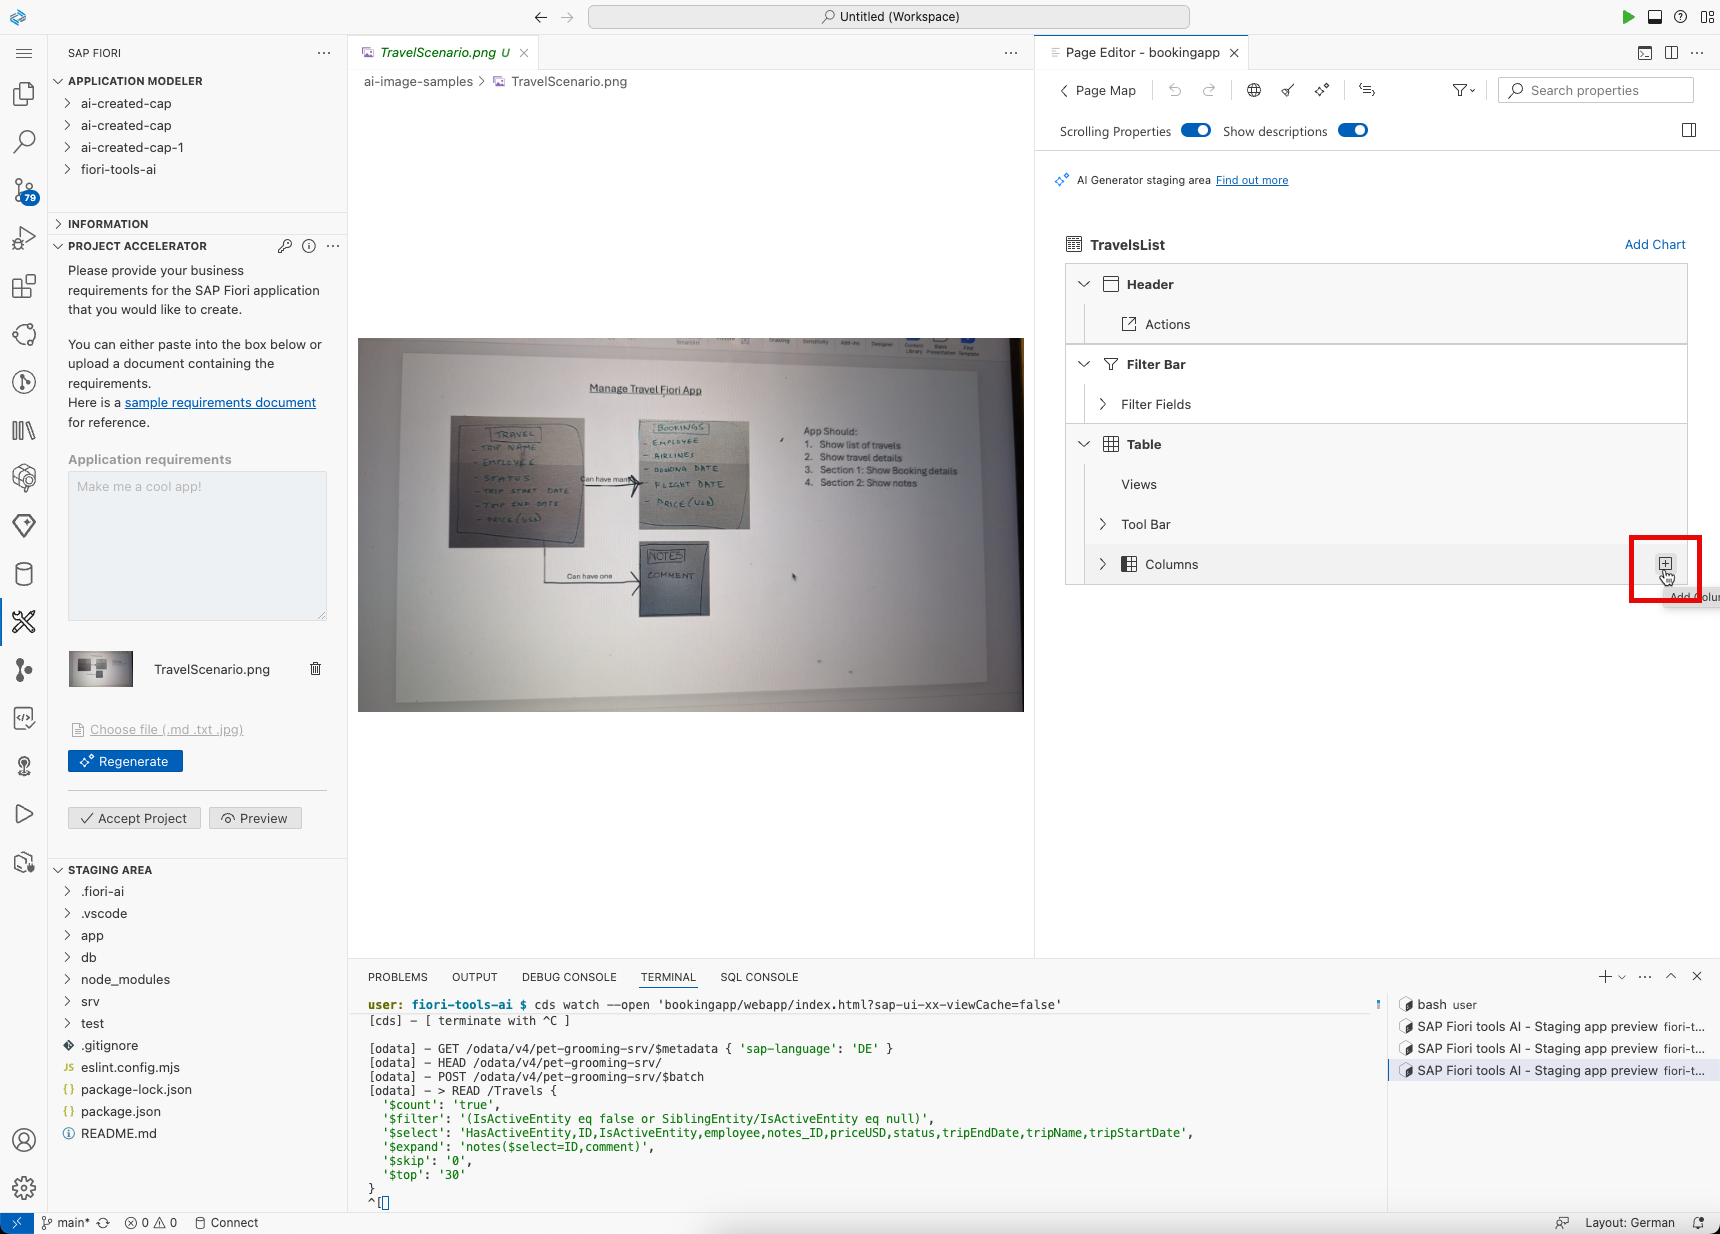 Untitled (Workspace)
SAP FIORI
APPLICATION MODELER
ai-created-cap
ai-created-cap
ai-created-cap-1
fiori-tools-ai
79
INFORMATION
PROJECT ACCELERATOR
Please provide your business
requirements for the SAP Fiori application
that you would like to create.
You can either paste into the box below or
upload a document containing the
requirements.
Here is a sample requirements document
for reference.
Application requirements
Make me a cool app!
TravelScenario.png
Choose file (.md .txt .jpg)
Regenerate
Accept Project
Preview
STAGING AREA
.fiori-ai
.vscode
app
db
node_modules
srv
test
.gitignore
JS eslint.config.mjs
{} package-lock.json
{} package.json
README.md
TravelScenario.png U
ai-image-samples > TravelScenario.png
Manage Travel Fiori App
TRAVEL
- TRIP NAME
- EMPLOYEE
- STATUS
- TRIP START DATE
- TRIP END DATE
- PRICE (USD)
Can have many
BOOKINGS
- EMPLOYEE
- AIRLINES
- BOOKING DATE
- FLIGHT DATE
- PRICE (USD)
Can have one
NOTES
COMMENT
App Should:
1. Show list of travels
2. Show travel details
3. Section 1: Show Booking details
4. Section 2: Show notes
Page Editor - bookingapp
Page Map
Search properties
Scrolling Properties
Show descriptions
AI Generator staging area Find out more
TravelsList
Add Chart
Header
Actions
Filter Bar
Filter Fields
Table
Views
Tool Bar
Columns
Add Colu
PROBLEMS OUTPUT DEBUG CONSOLE TERMINAL SQL CONSOLE
user: fiori-tools-ai $ cds watch --open 'bookingapp/webapp/index.html?sap-ui-xx-viewCache=false'
[cds] - [ terminate with ^C ]
[odata] - GET /odata/v4/pet-grooming-srv/$metadata { 'sap-language': 'DE' }
[odata] - HEAD /odata/v4/pet-grooming-srv/
[odata] - POST /odata/v4/pet-grooming-srv/$batch
[odata] - > READ /Travels {
'$count': 'true',
'$filter': '(IsActiveEntity eq false or SiblingEntity/IsActiveEntity eq null)',
'$select': 'HasActiveEntity,ID,IsActiveEntity,employee,notes_ID,priceUSD,status,tripEndDate,tripName,tripStartDate',
'$expand': 'notes($select=ID,comment)',
'$skip': '0',
'$top': '30'
}
^[
bash user
SAP Fiori tools AI - Staging app preview fiori-t...
SAP Fiori tools AI - Staging app preview fiori-t...
SAP Fiori tools AI - Staging app preview fiori-t...
main* 0 0 Connect
Layout: German